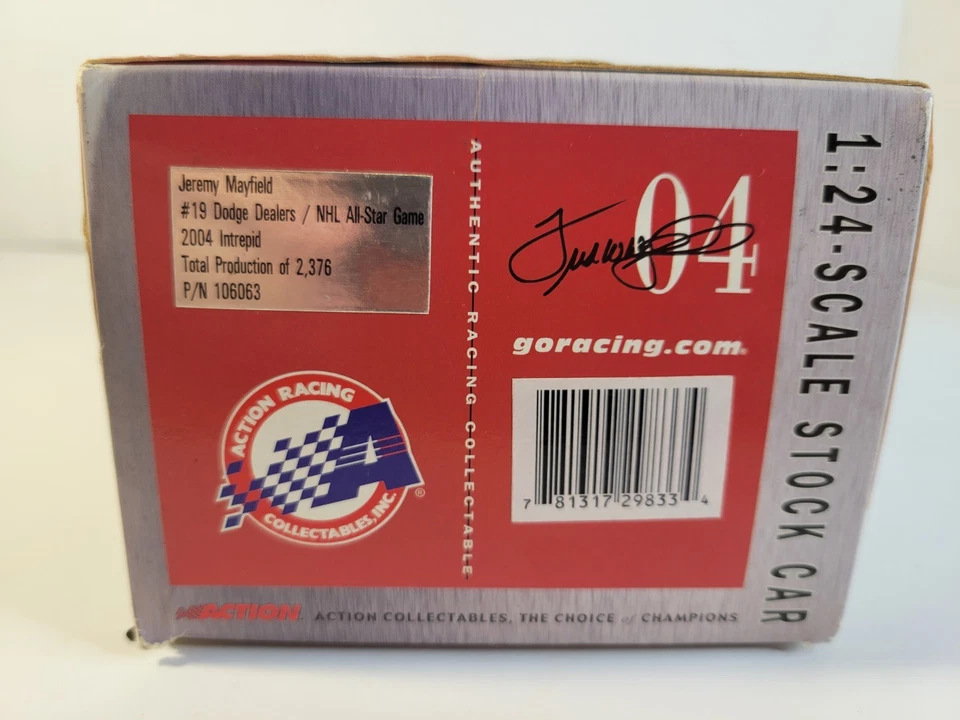 Jeremy Mayfield
#19 Dodge Dealers / NHL All-Star Game
2004 Intrepid
Total Production of 2,376
P/N 106063
ACTION RACING
A
COLLECTABLES, INC.®
AUTHENTIC RACING COLLECTABLE
04
goracing.com
7 81317 29833 4
1:24-SCALE STOCK CAR
ACTION
ACTION COLLECTABLES, THE CHOICE of CHAMPIONS